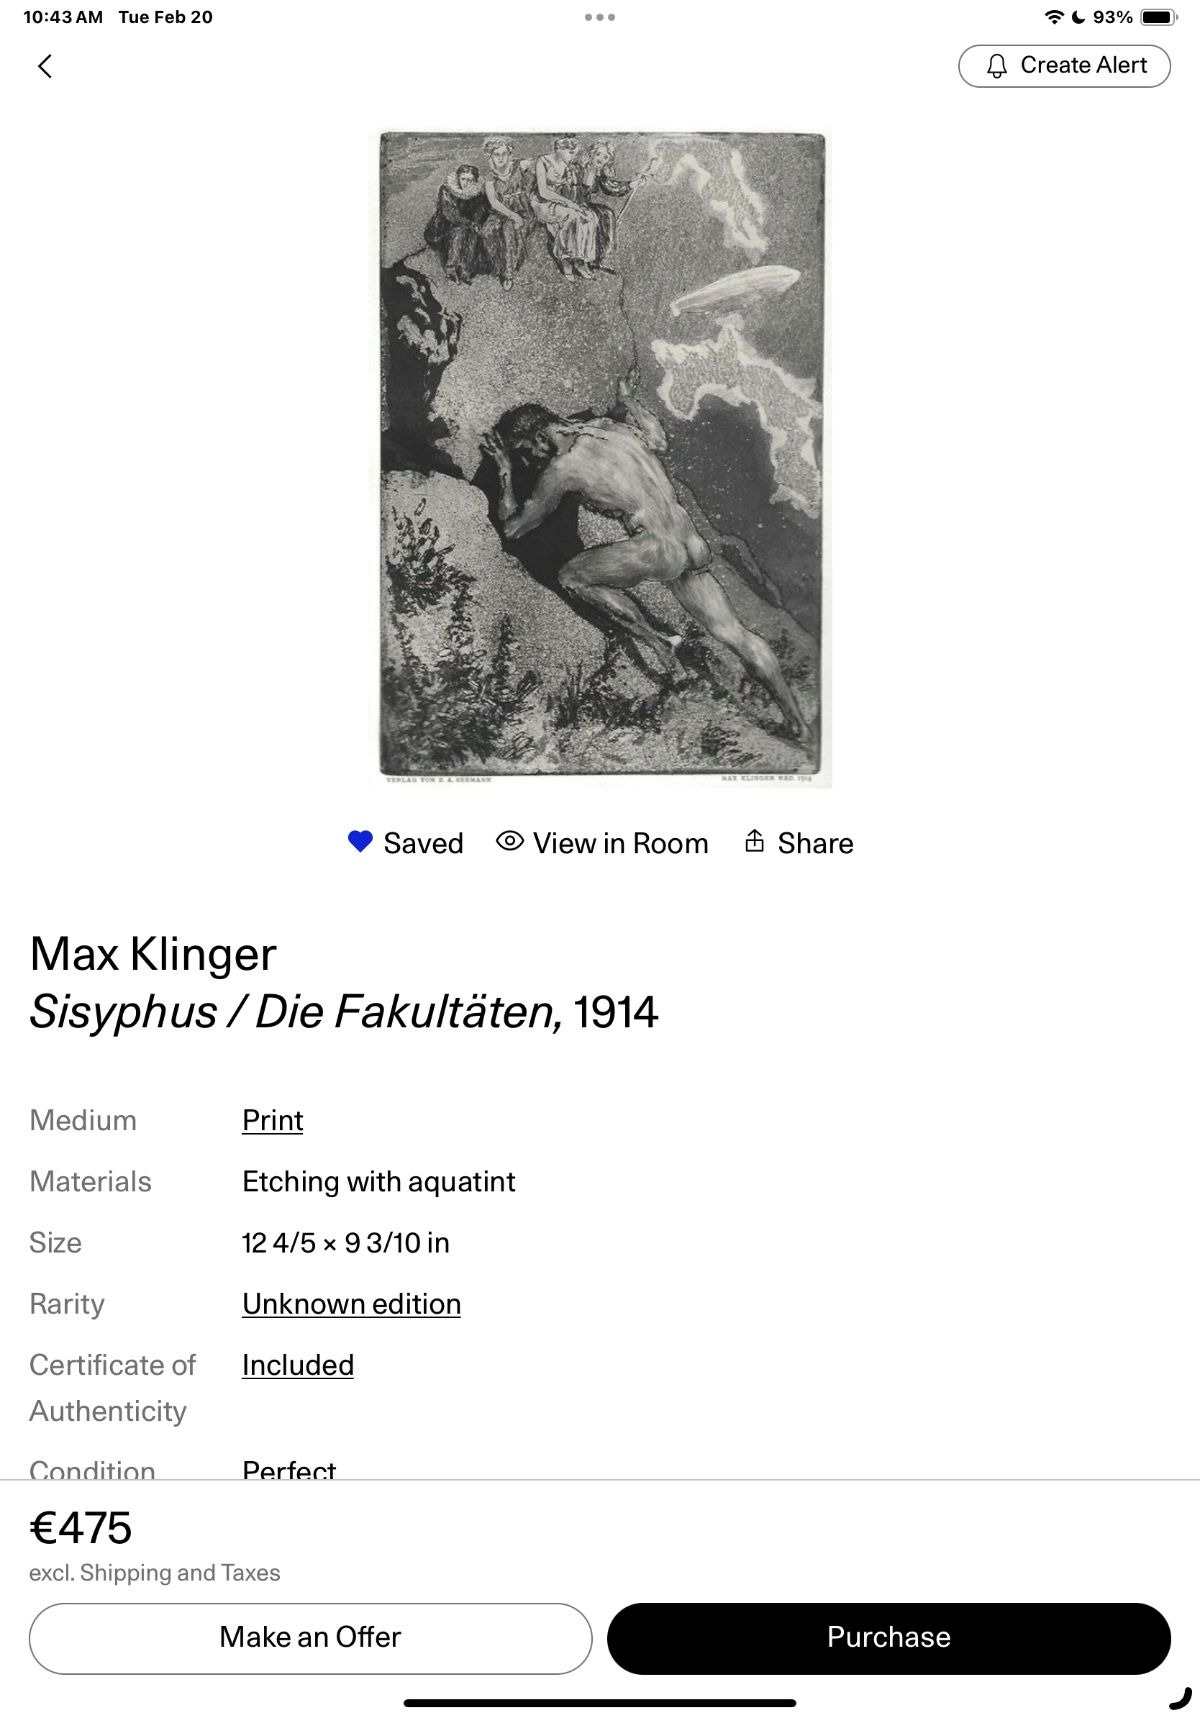 10:43 AM Tue Feb 20
93%
Create Alert
VERLAG VON E. A. SEEMANN
MAX KLINGER RAD. 1914
Saved
View in Room
Share
Max Klinger
Sisyphus / Die Fakultäten, 1914
Medium Print
Materials Etching with aquatint
Size 12 4/5 × 9 3/10 in
Rarity Unknown edition
Certificate of Included
Authenticity
Condition Perfect
€475
excl. Shipping and Taxes
Make an Offer
Purchase